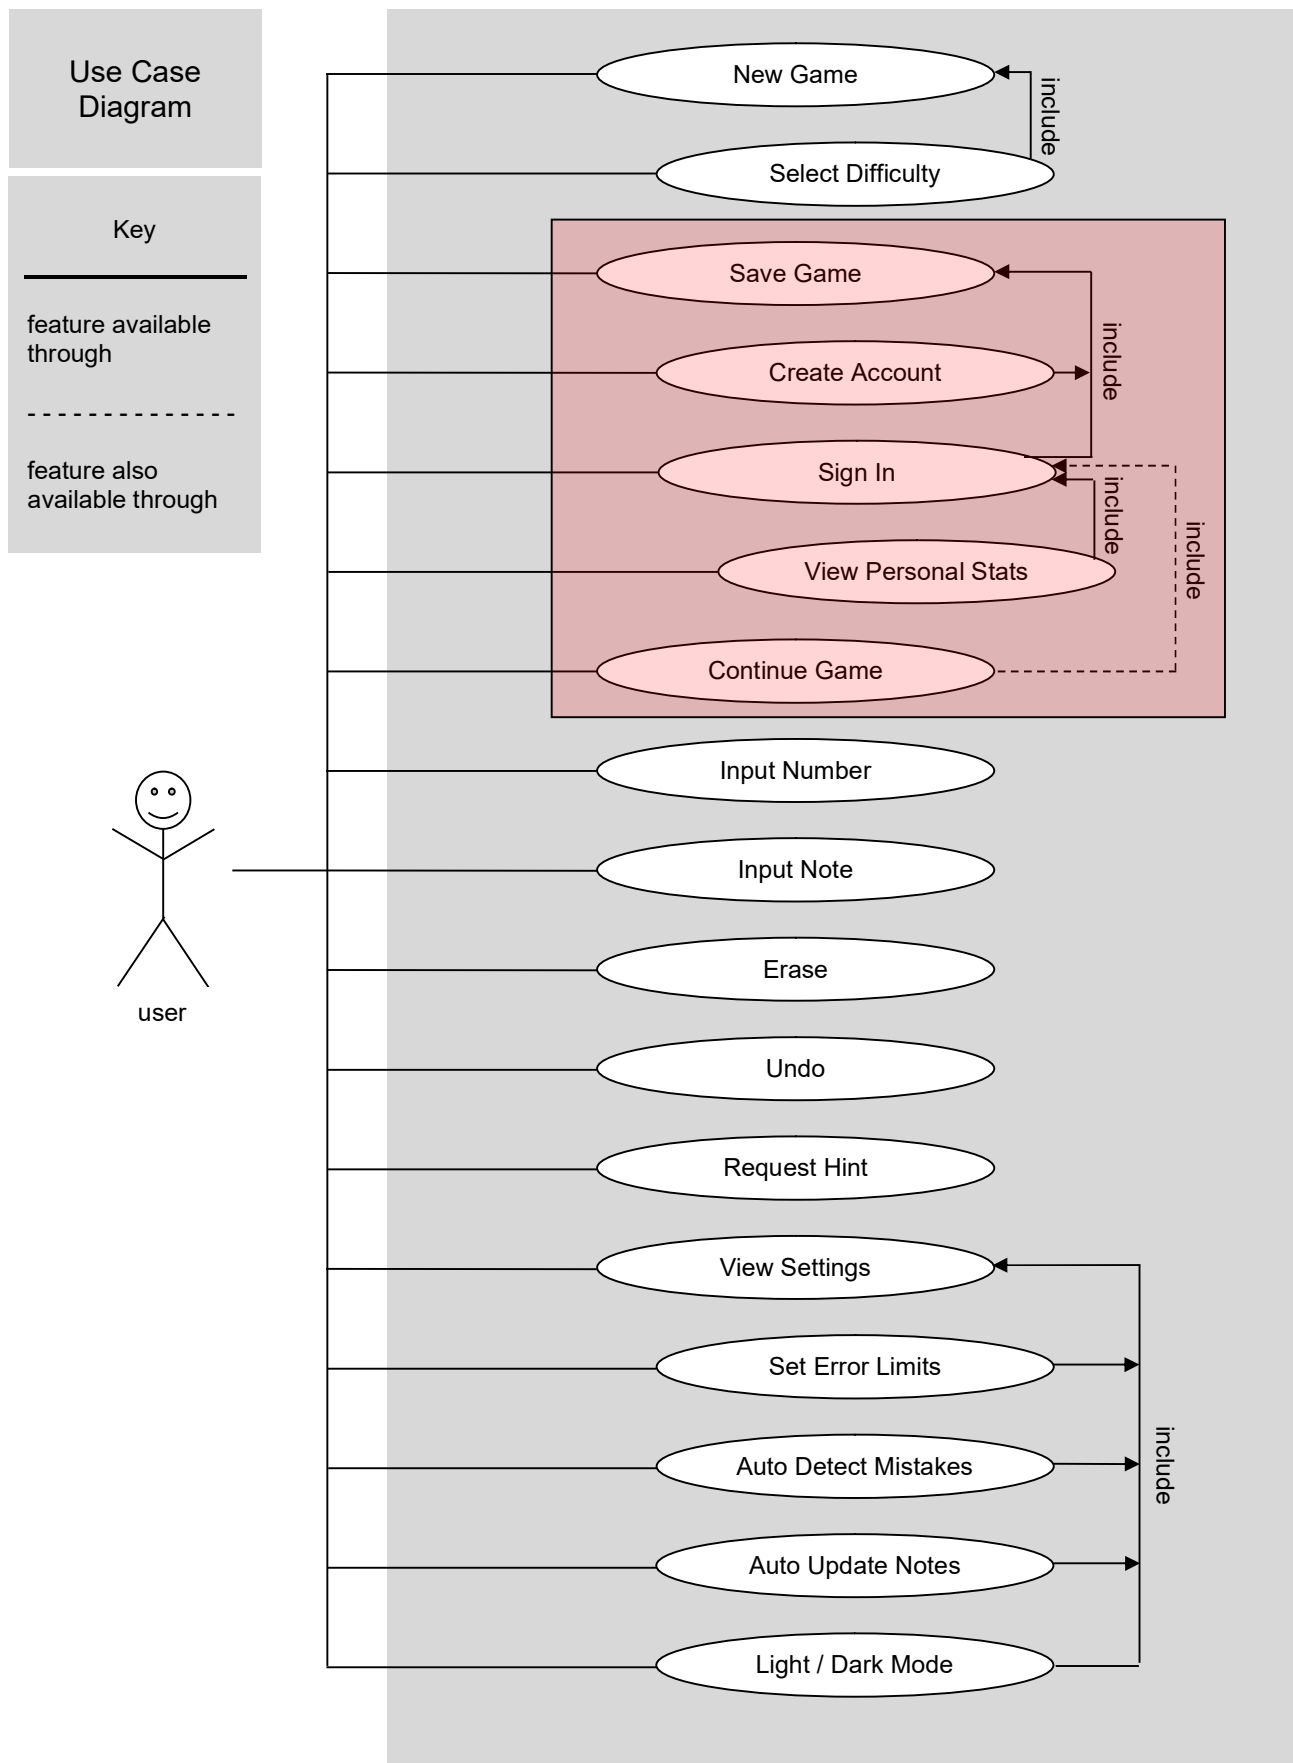 Use Case
Diagram
Key
feature available
through
feature also
available through
New Game
include
Select Difficulty
Save Game
include
Create Account
Sign In
include
View Personal Stats
include
Continue Game
Input Number
Input Note
Erase
user
Undo
Request Hint
View Settings
Set Error Limits
include
Auto Detect Mistakes
Auto Update Notes
Light / Dark Mode